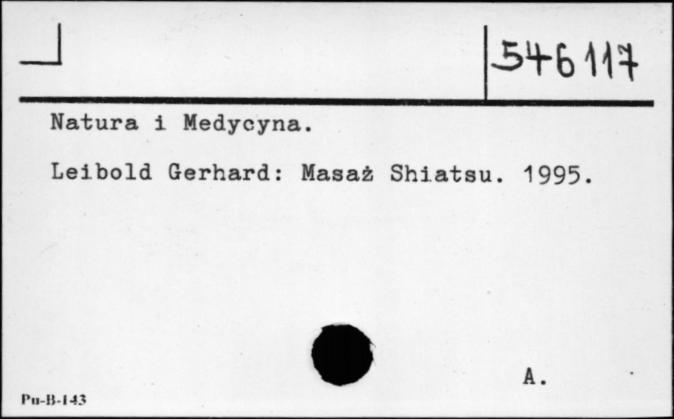 546117
Natura i Medycyna.
Leibold Gerhard: Masaż Shiatsu. 1995.
A.
Pu-B-143